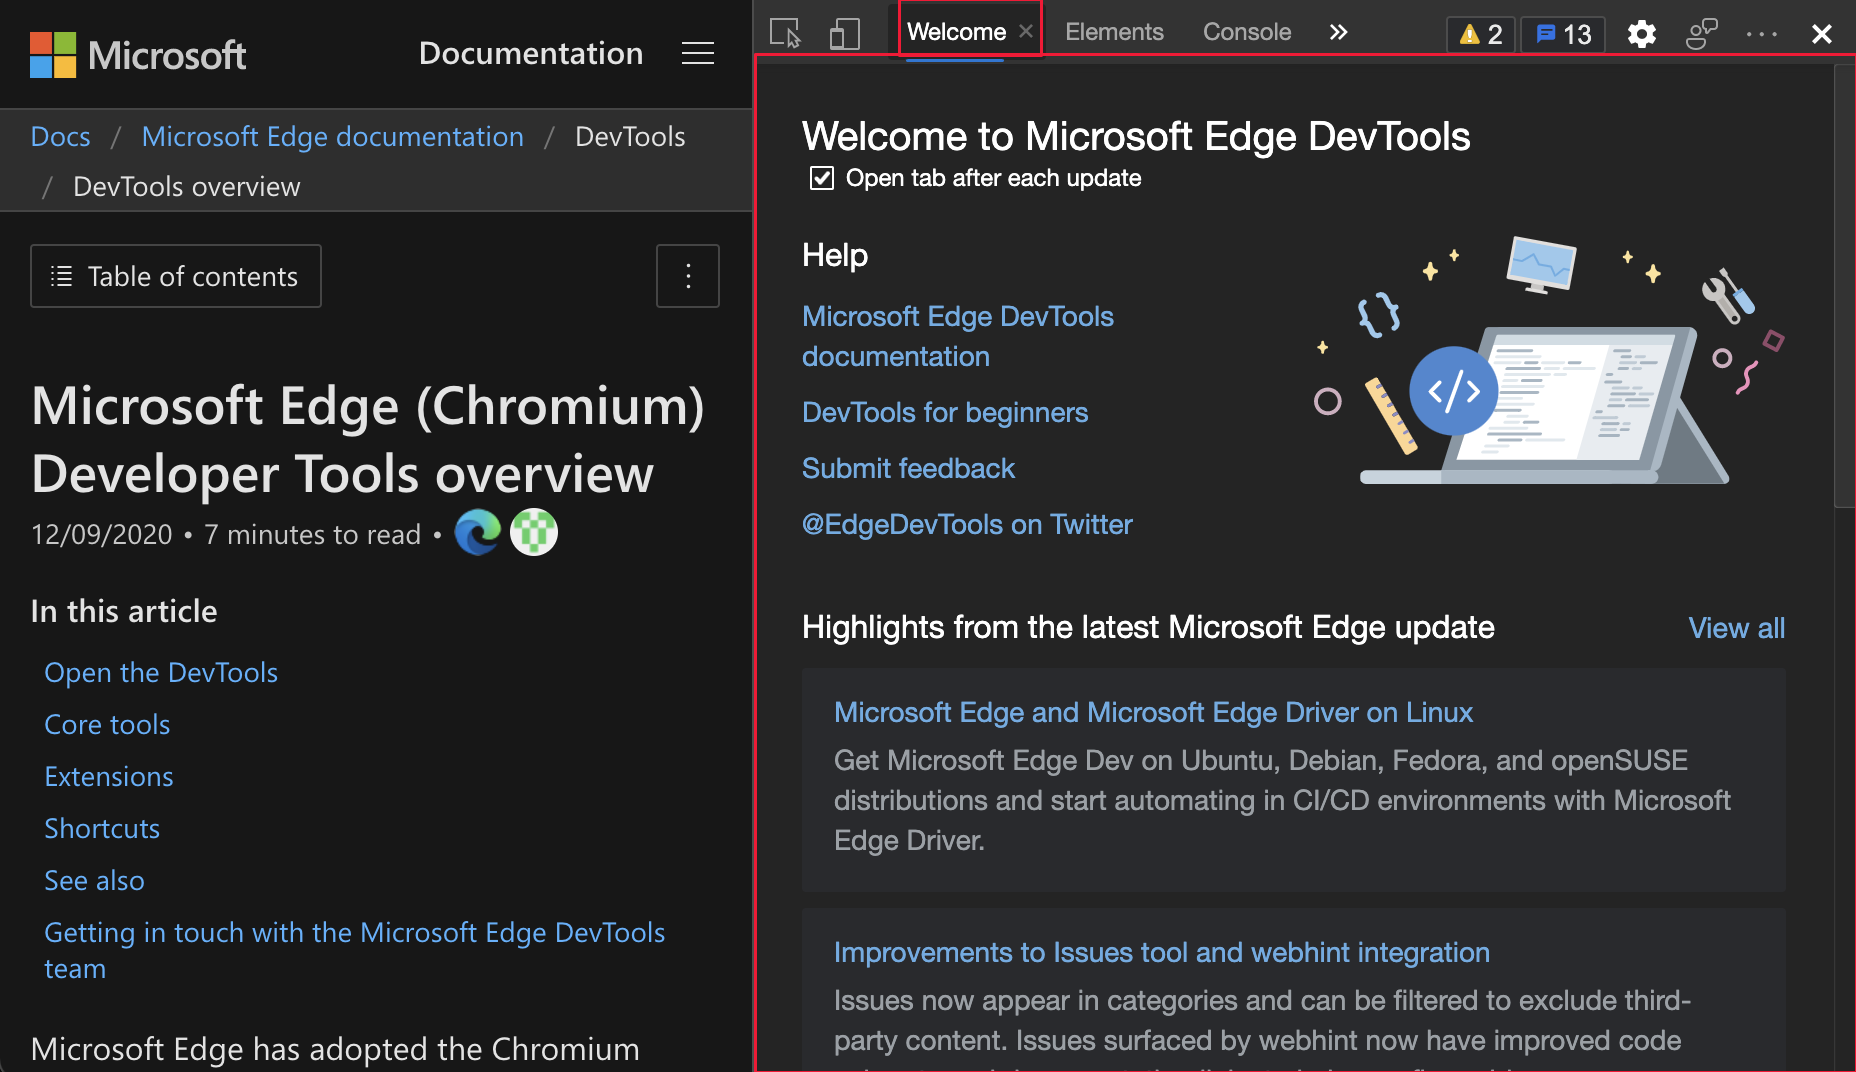 Microsoft
Documentation
Docs / Microsoft Edge documentation / DevTools
/ DevTools overview
Table of contents
Microsoft Edge (Chromium)
Developer Tools overview
12/09/2020 • 7 minutes to read •
In this article
Open the DevTools
Core tools
Extensions
Shortcuts
See also
Getting in touch with the Microsoft Edge DevTools
team
Microsoft Edge has adopted the Chromium
Welcome
Elements
Console
2
13
Welcome to Microsoft Edge DevTools
Open tab after each update
Help
Microsoft Edge DevTools
documentation
DevTools for beginners
Submit feedback
@EdgeDevTools on Twitter
</>
Highlights from the latest Microsoft Edge update
View all
Microsoft Edge and Microsoft Edge Driver on Linux
Get Microsoft Edge Dev on Ubuntu, Debian, Fedora, and openSUSE
distributions and start automating in CI/CD environments with Microsoft
Edge Driver.
Improvements to Issues tool and webhint integration
Issues now appear in categories and can be filtered to exclude third-
party content. Issues surfaced by webhint now have improved code